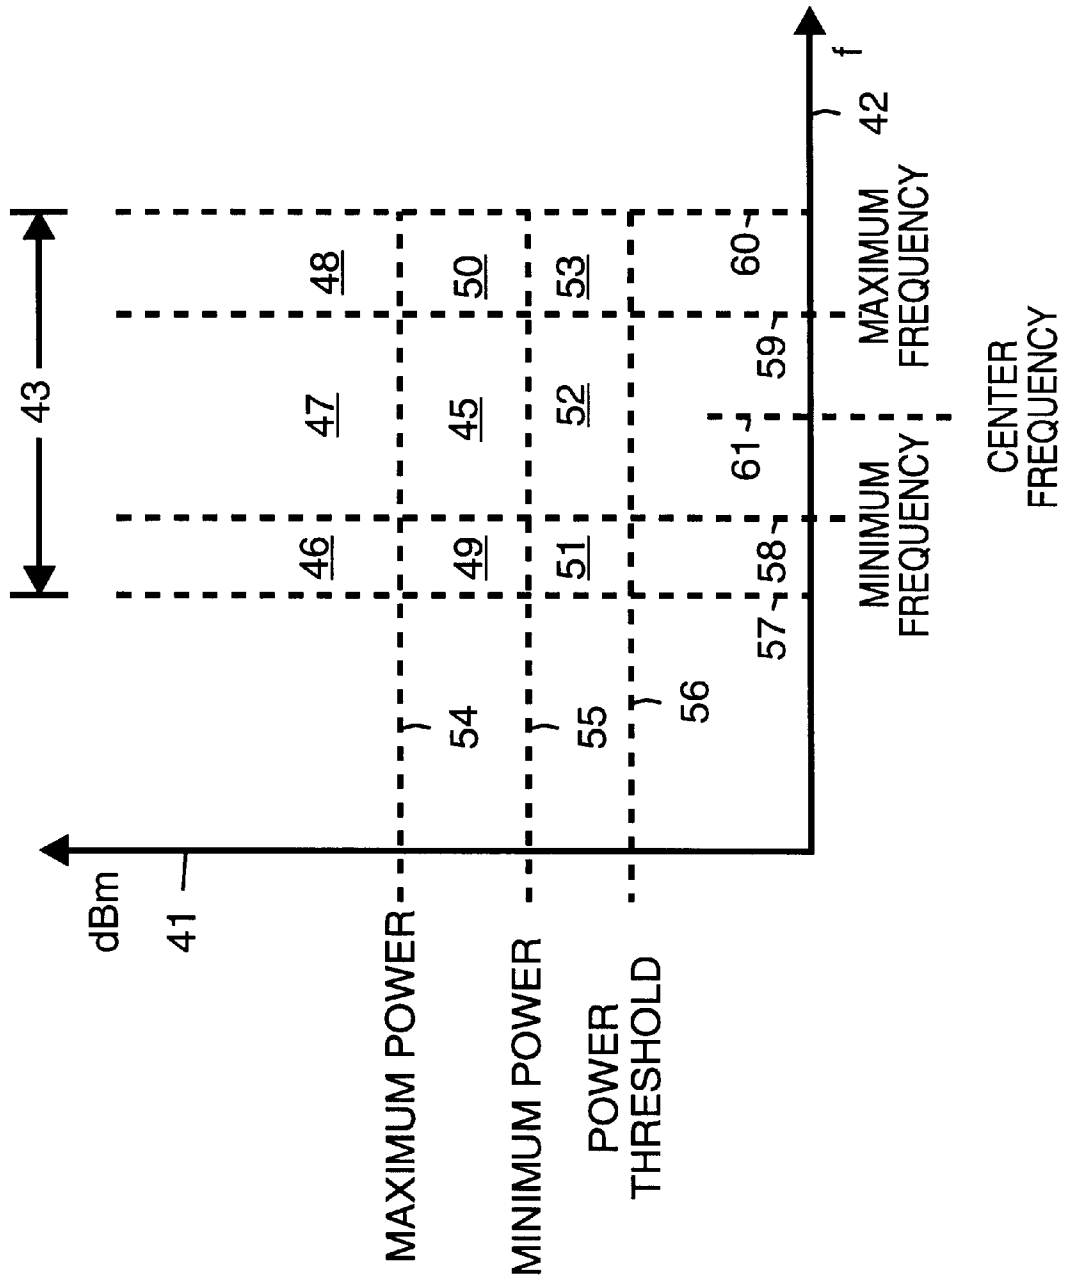 43
dBm
41
46
47
48
MAXIMUM POWER
54
49
45
50
MINIMUM POWER
55
51
52
53
POWER
THRESHOLD
56
57
58
61
59
60
42
f
MINIMUM
FREQUENCY
MAXIMUM
FREQUENCY
CENTER
FREQUENCY